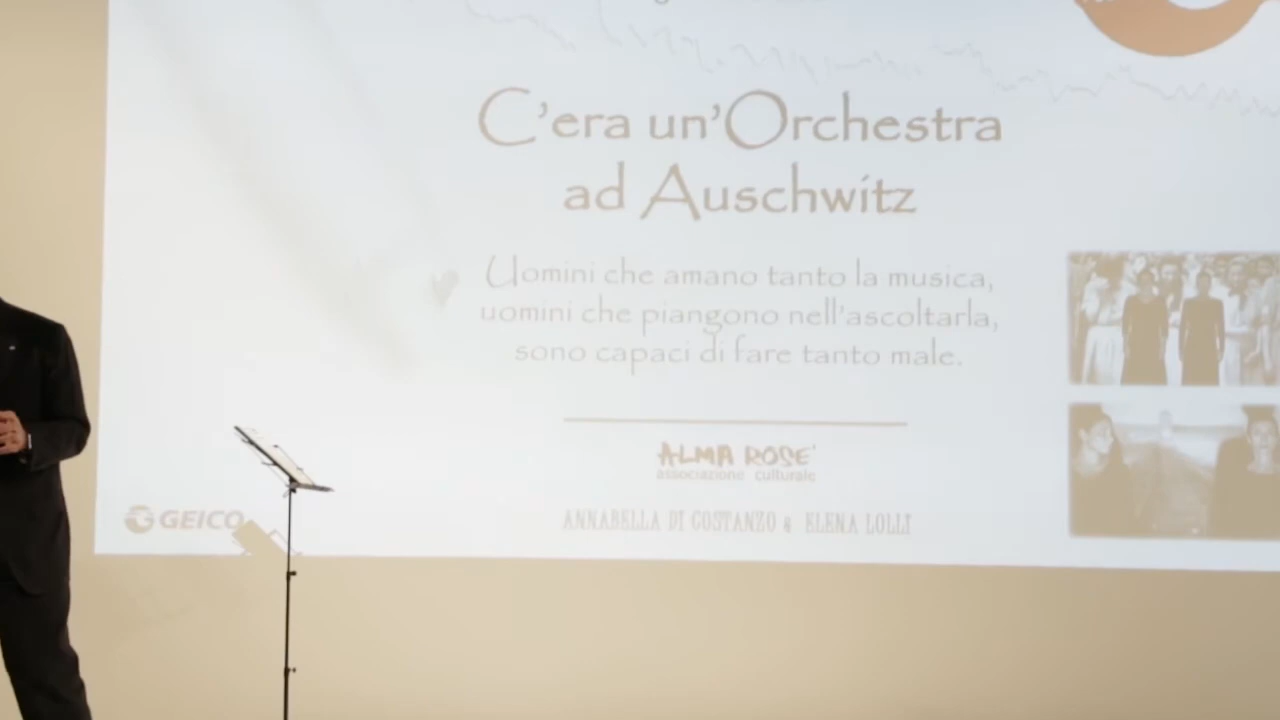 C'era un'Orchestra
ad Auschwitz
Uomini che amano tanto la musica,
uomini che piangono nell'ascoltarla,
sono capaci di fare tanto male.
ALMA ROSE'
associazione culturale
GEICO
ANNABELLA DI COSTANZO & ELENA LOLLI